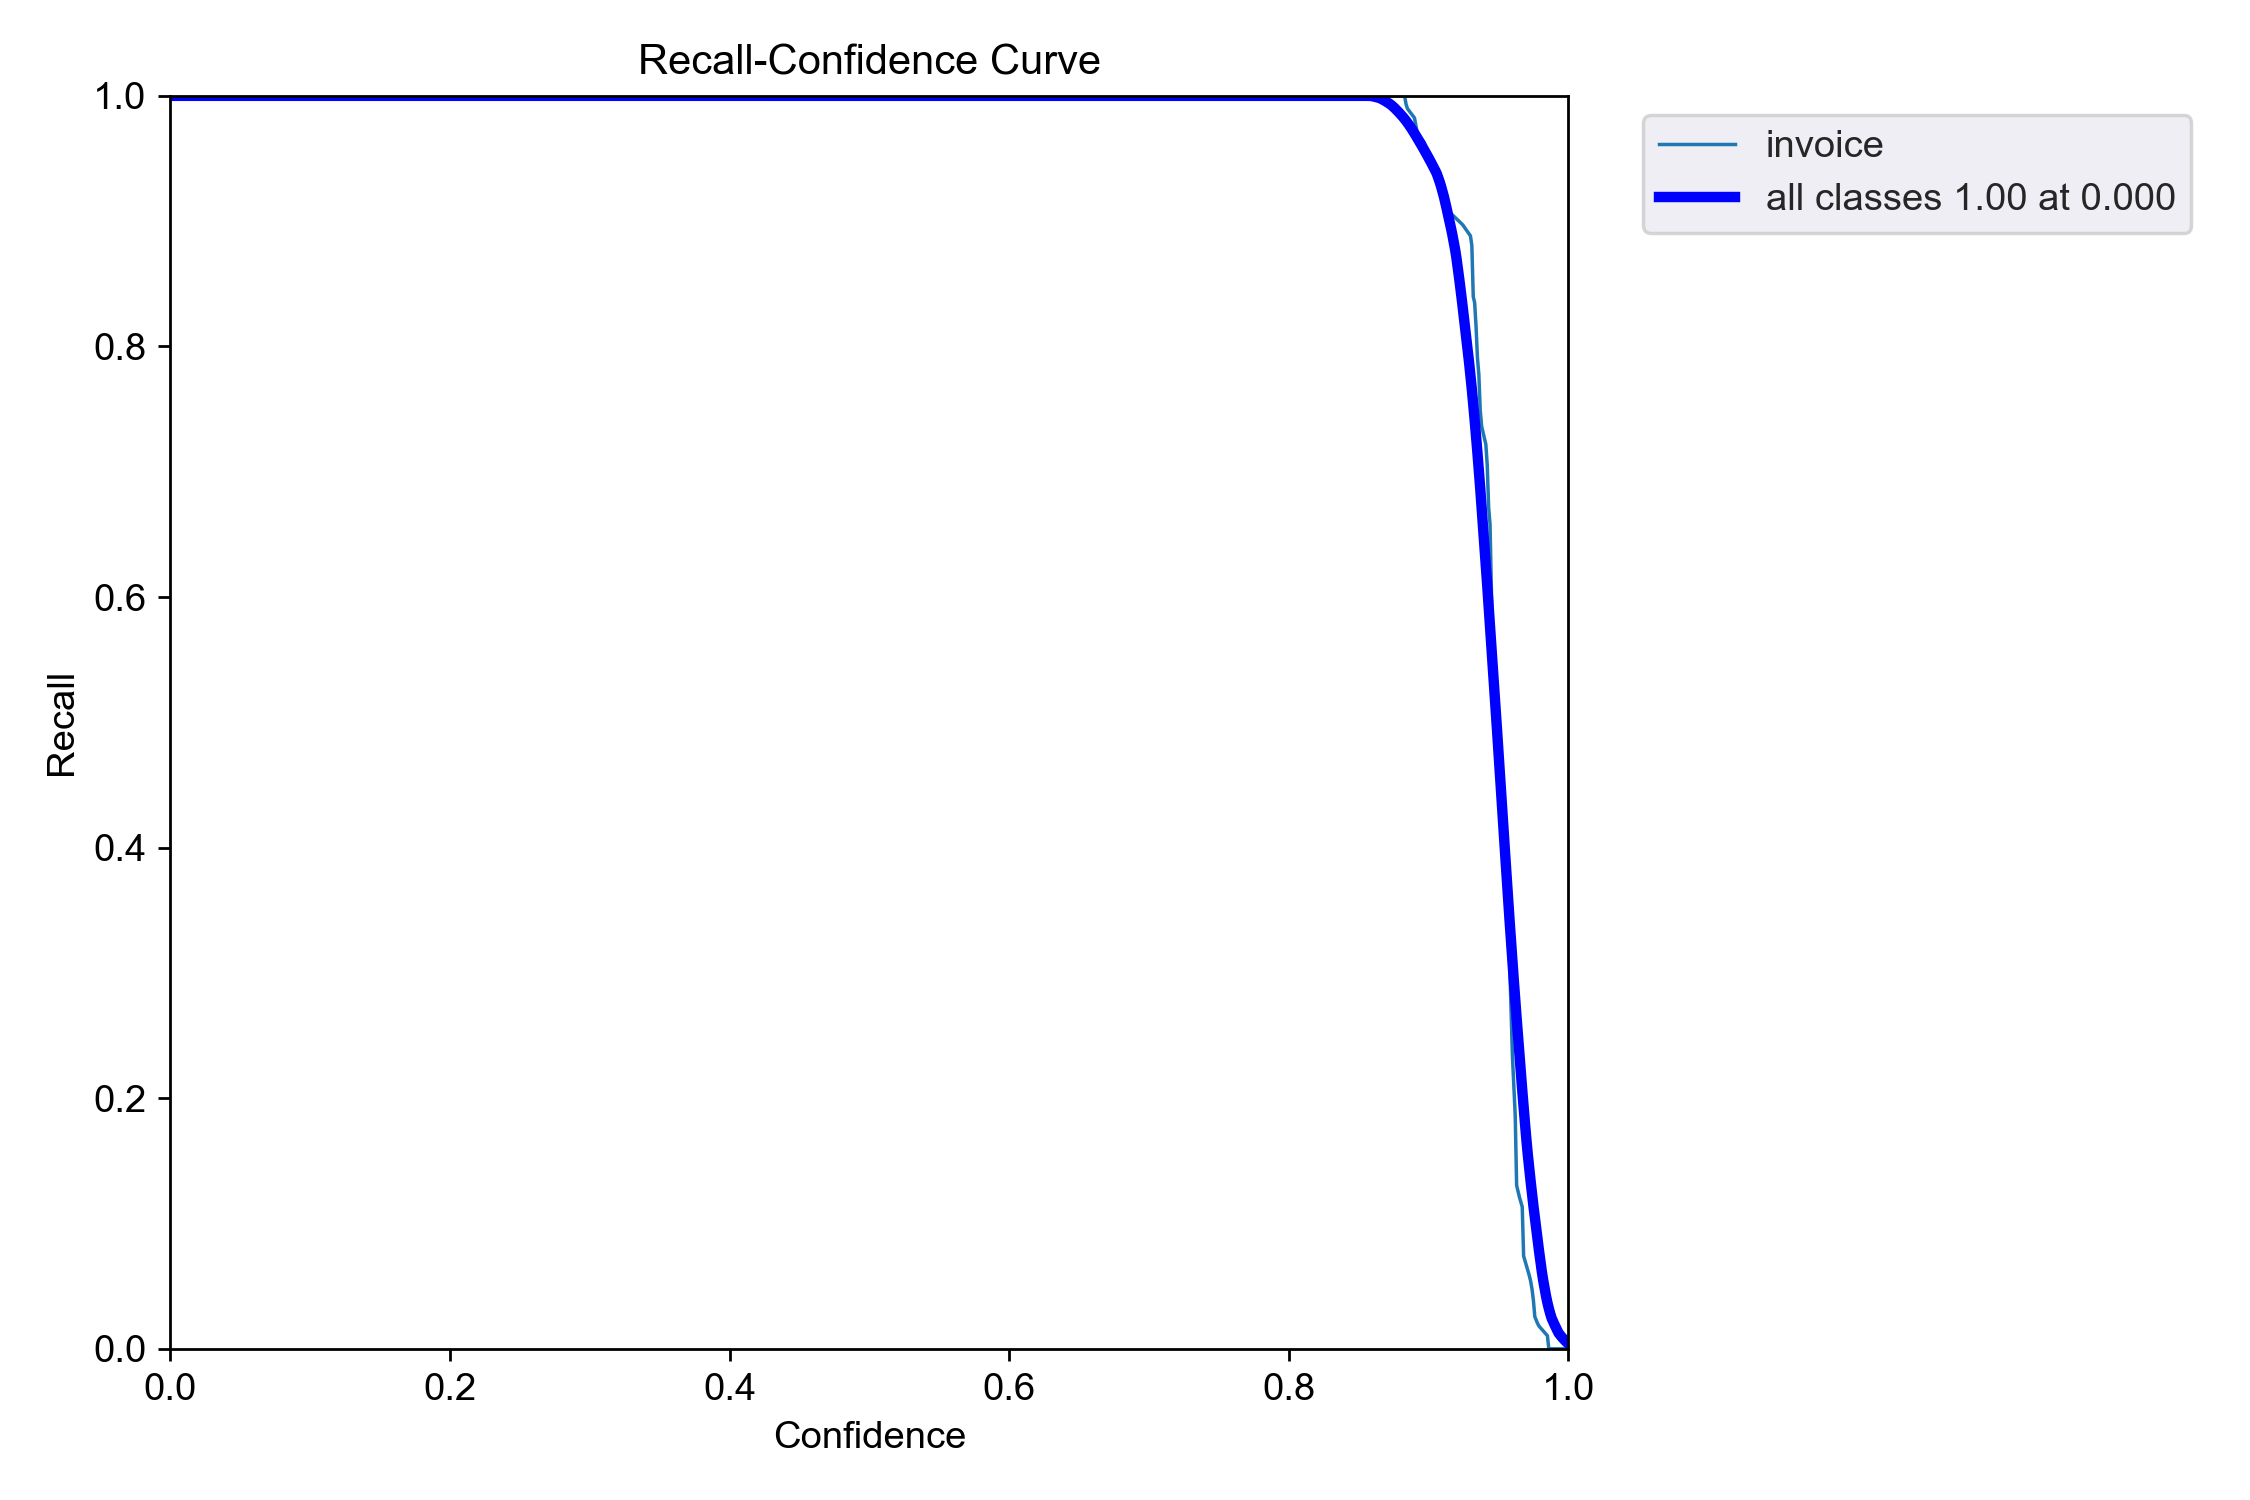 Recall-Confidence Curve
1.0
0.8
0.6
0.4
0.2
0.0
Recall
0.0 0.2 0.4 0.6 0.8 1.0
Confidence
invoice
all classes 1.00 at 0.000